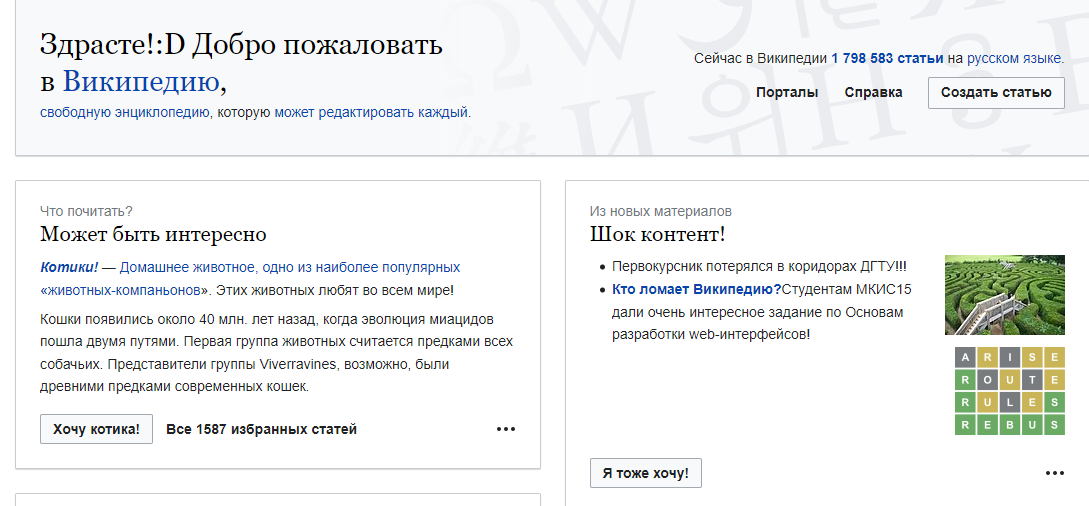 Здрасте!:D Добро пожаловать
в Википедию,
свободную энциклопедию, которую может редактировать каждый.
Сейчас в Википедии 1 798 583 статьи на русском языке.
Порталы Справка Создать статью
Что почитать?
Может быть интересно
Котики! — Домашнее животное, одно из наиболее популярных
«животных-компаньонов». Этих животных любят во всем мире!
Кошки появились около 40 млн. лет назад, когда эволюция миацидов
пошла двумя путями. Первая группа животных считается предками всех
собачьих. Представители группы Viverravines, возможно, были
древними предками современных кошек.
Хочу котика! Все 1587 избранных статей
Из новых материалов
Шок контент!
Первокурсник потерялся в коридорах ДГТУ!!!
Кто ломает Википедию?Студентам МКИС15
дали очень интересное задание по Основам
разработки web-интерфейсов!
ARISE
ROUTE
RULES
REBUS
Я тоже хочу!